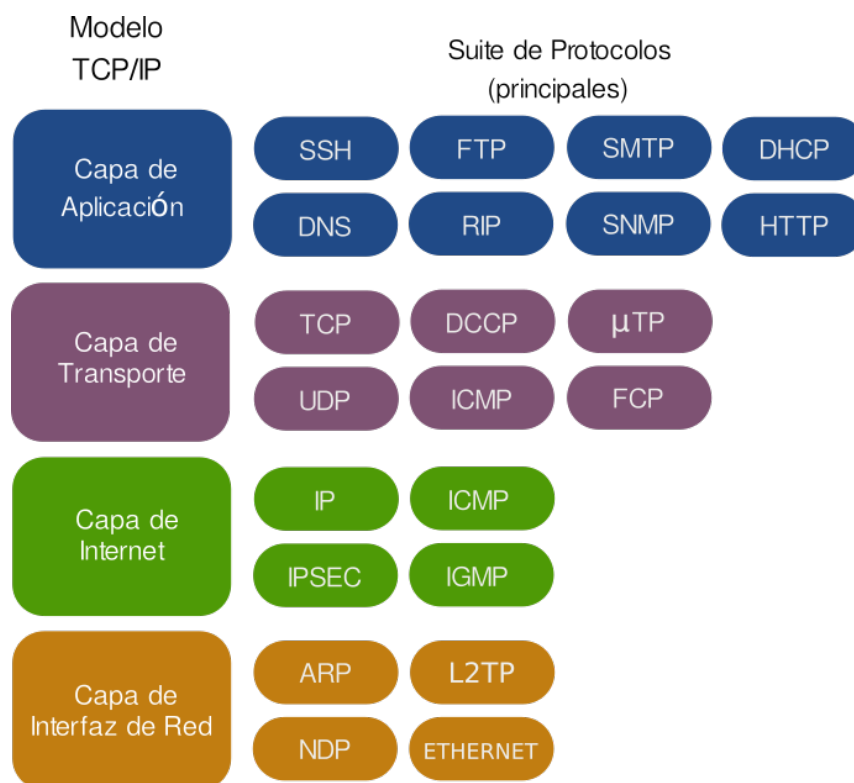 Modelo
TCP/IP
Suite de Protocolos
(principales)
Capa de
Aplicación
SSH
FTP
SMTP
DHCP
DNS
RIP
SNMP
HTTP
Capa de
Transporte
TCP
DCCP
µTP
UDP
ICMP
FCP
Capa de
Internet
IP
ICMP
IPSEC
IGMP
Capa de
Interfaz de Red
ARP
L2TP
NDP
ETHERNET